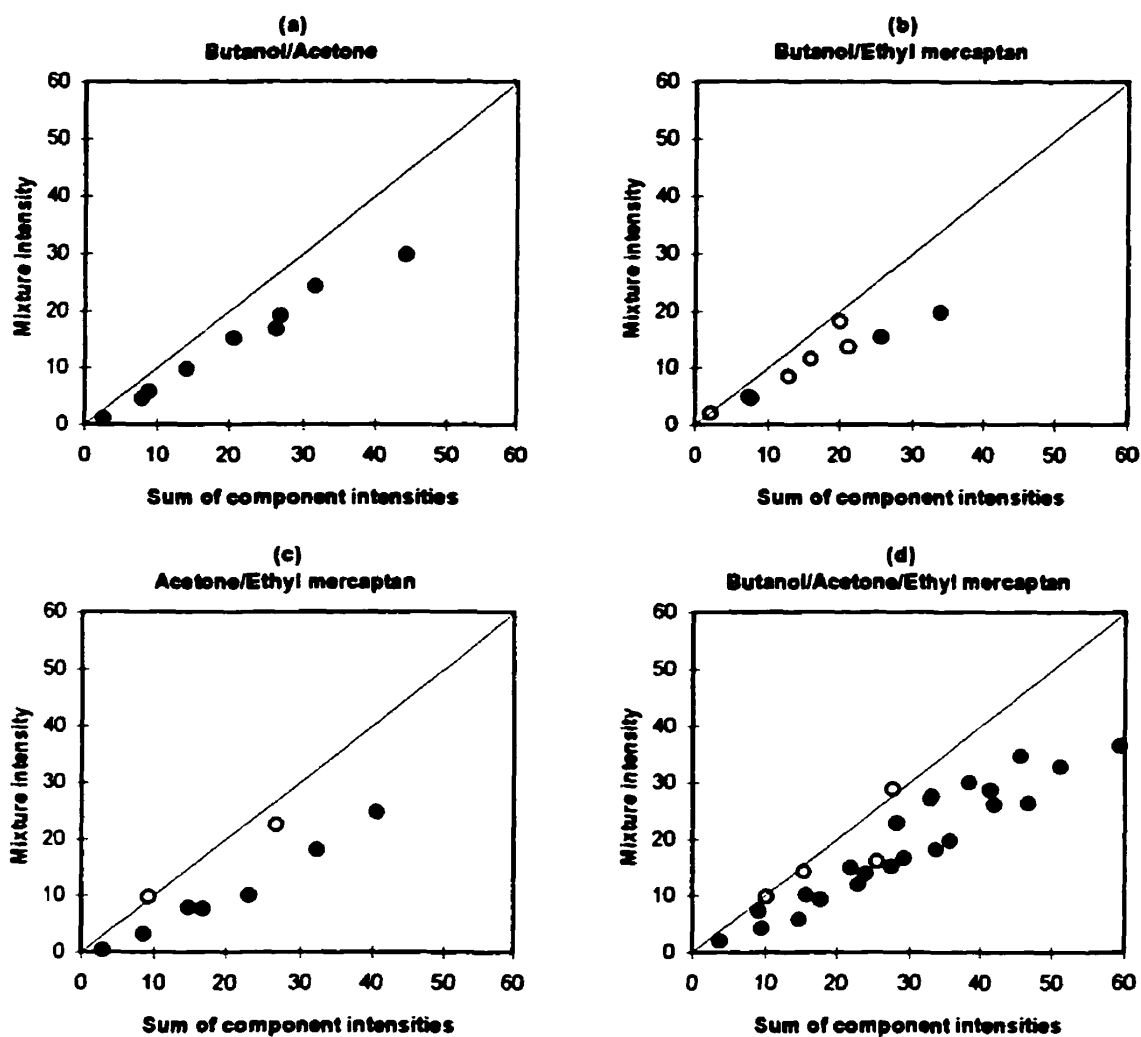 (a)
Butanol/Acetone
60
50
40
30
20
10
0
Mixture intensity
0 10 20 30 40 50 60
Sum of component intensities
(b)
Butanol/Ethyl mercaptan
60
50
40
30
20
10
0
Mixture intensity
0 10 20 30 40 50 60
Sum of component intensities
(c)
Acetone/Ethyl mercaptan
60
50
40
30
20
10
0
Mixture intensity
0 10 20 30 40 50 60
Sum of component intensities
(d)
Butanol/Acetone/Ethyl mercaptan
60
50
40
30
20
10
0
Mixture intensity
0 10 20 30 40 50 60
Sum of component intensities